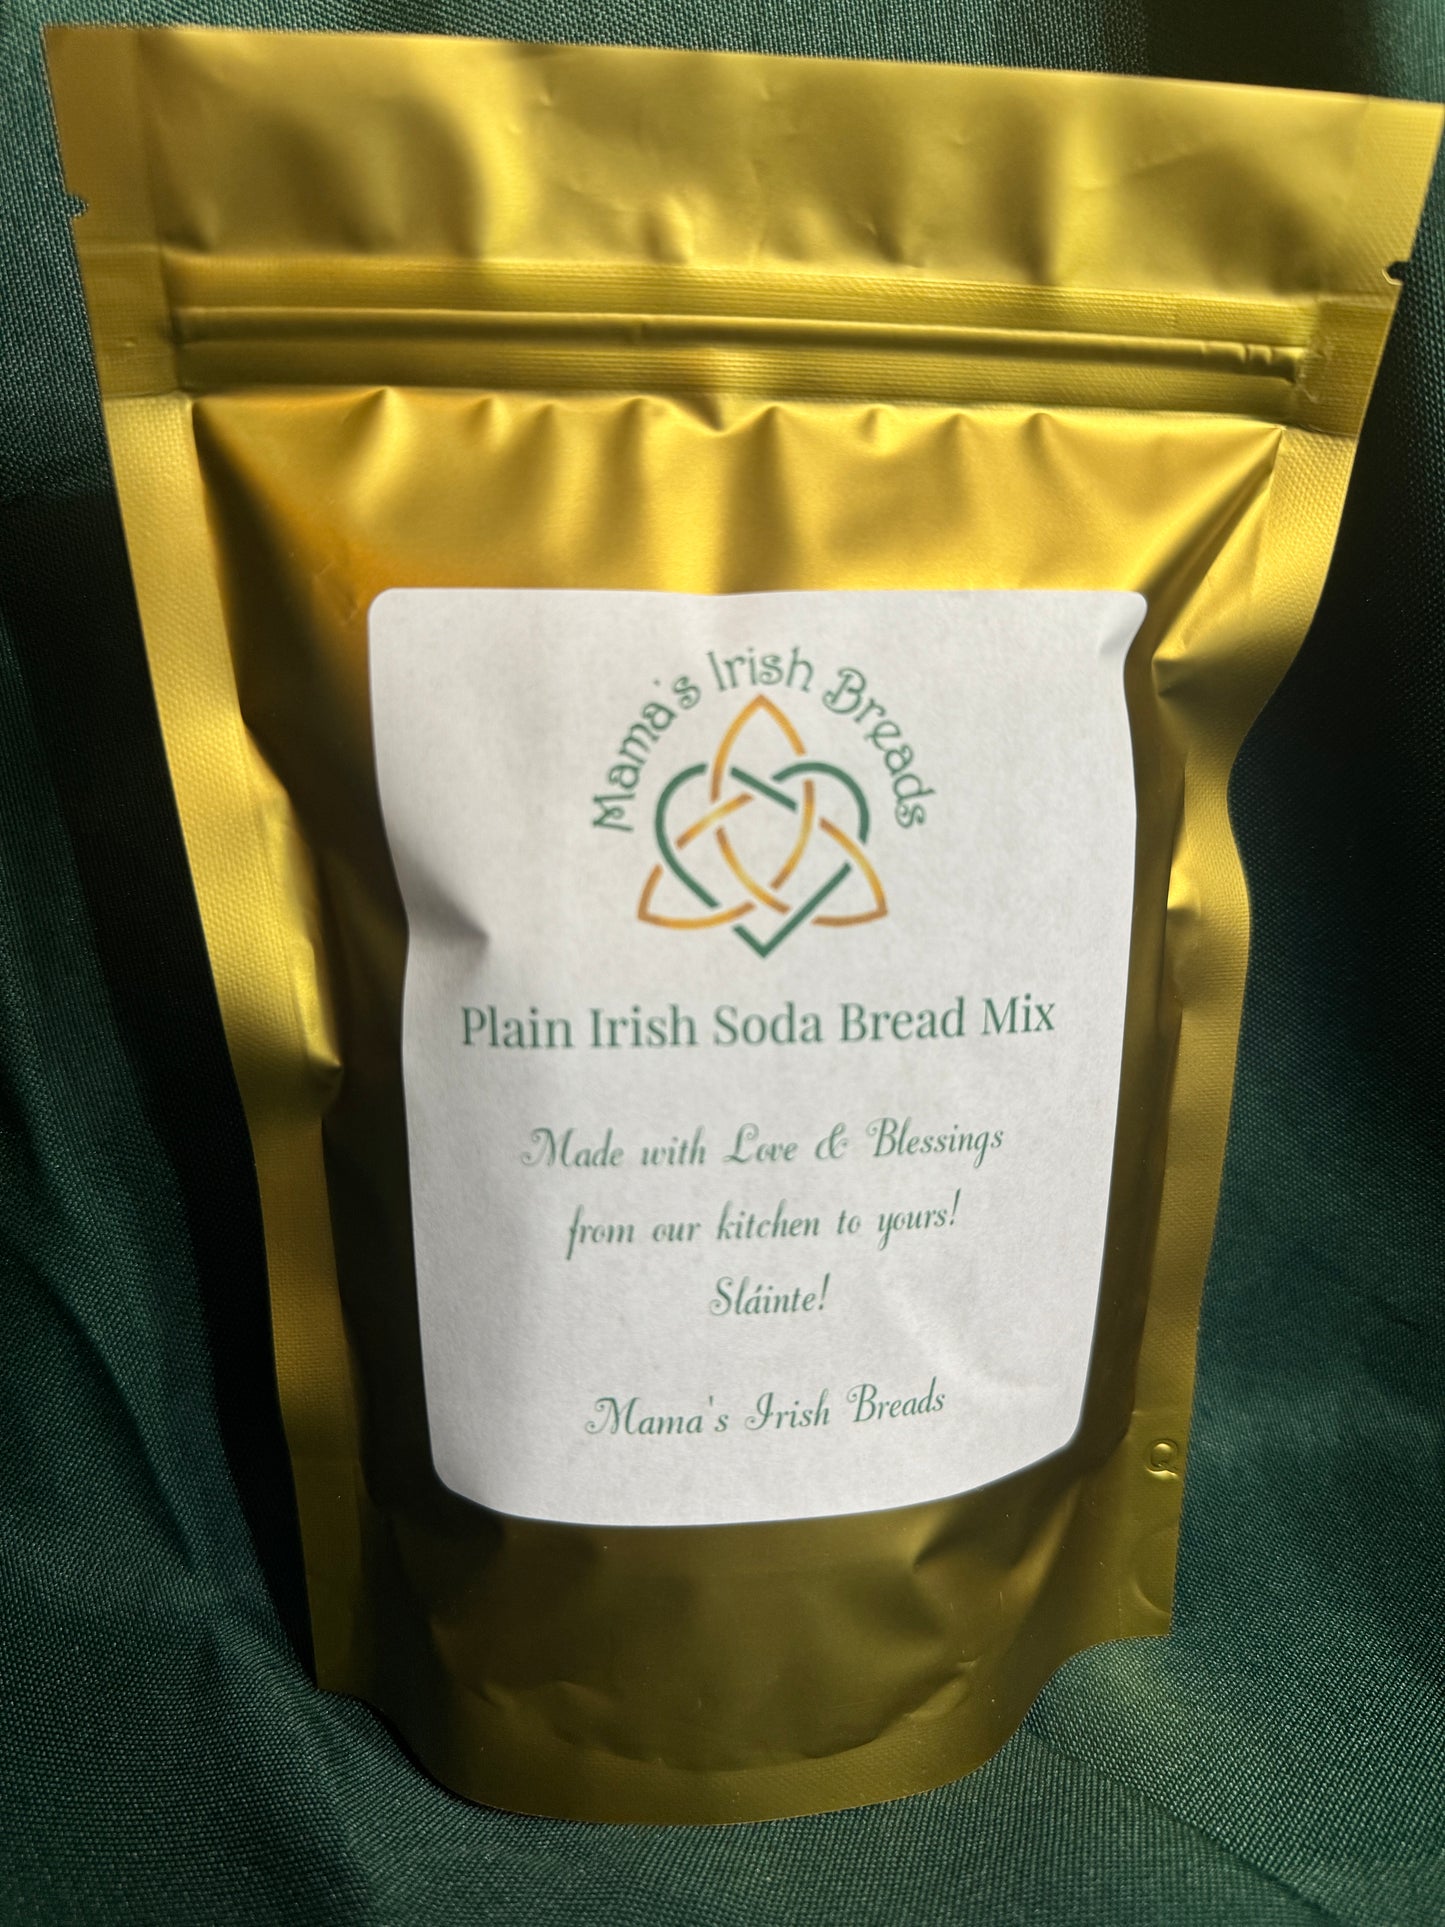 Mama's Irish Breads
Plain Irish Soda Bread Mix
Made with Love & Blessings
from our kitchen to yours!
Sláinte!
Mama's Irish Breads
Q